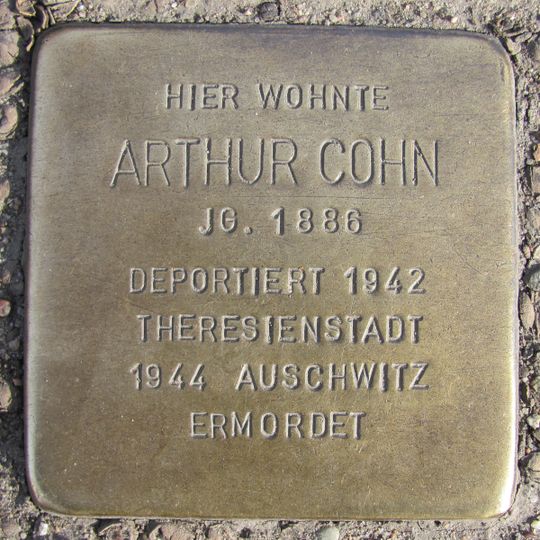 HIER WOHNTE
ARTHUR COHN
JG. 1886
DEPORTIERT 1942
THERESIENSTADT
1944 AUSCHWITZ
ERMORDET